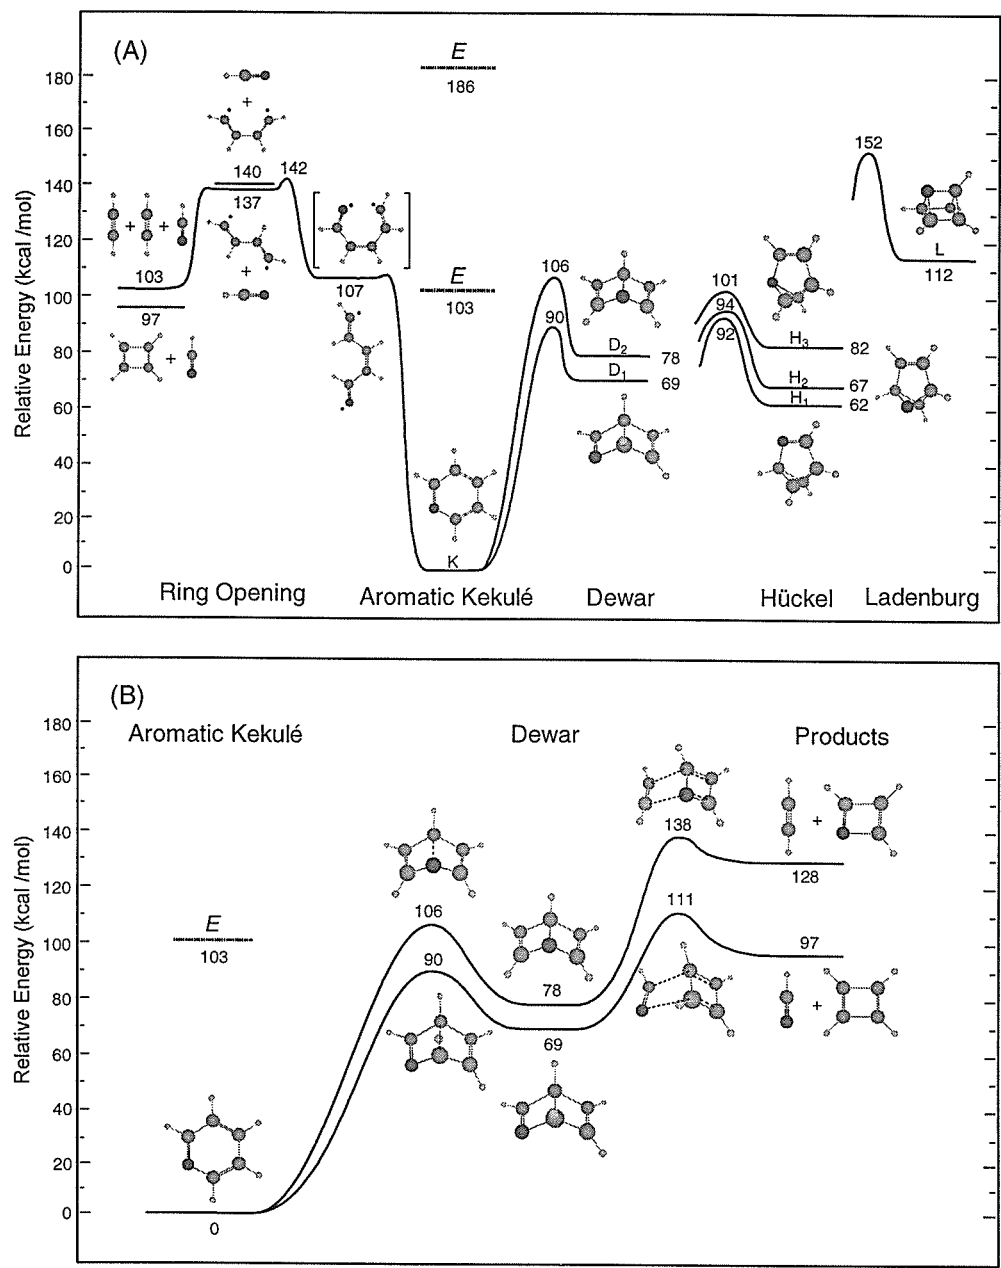 (A)
Relative Energy (kcal /mol)
180
160
140
120
100
80
60
40
20
0
E
186
+
140
137
142
+
+
+
103
97
+
107
E
103
K
106
90
D2
78
D1
69
101
94
92
H3
82
H2
67
H1
62
152
L
112
Ring Opening
Aromatic Kekulé
Dewar
Hückel
Ladenburg
(B)
Relative Energy (kcal /mol)
180
160
140
120
100
80
60
40
20
0
Aromatic Kekulé
Dewar
Products
E
103
0
106
90
78
69
138
111
+
128
97
+